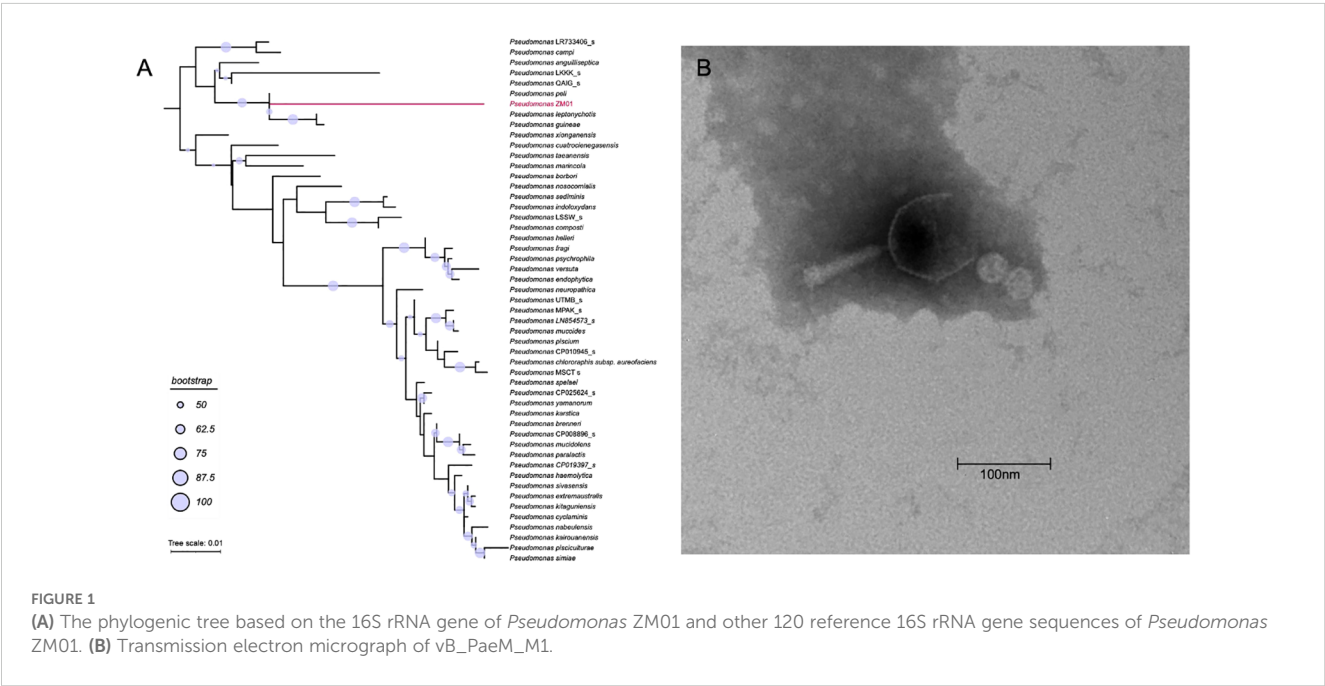 A
Pseudomonas LR733406_s
Pseudomonas campi
Pseudomonas anguilliseptica
Pseudomonas LKKK_s
Pseudomonas QAIG_s
Pseudomonas peli
Pseudomonas ZM01
Pseudomonas leptonychotis
Pseudomonas guineae
Pseudomonas xionganensis
Pseudomonas cuatrocienegasensis
Pseudomonas taeanensis
Pseudomonas marincola
Pseudomonas borbori
Pseudomonas nosocomialis
Pseudomonas sediminis
Pseudomonas indoloxydans
Pseudomonas LSSW_s
Pseudomonas composti
Pseudomonas helleri
Pseudomonas fragi
Pseudomonas psychrophila
Pseudomonas versuta
Pseudomonas endophytica
Pseudomonas neuropathica
Pseudomonas UTMB_s
Pseudomonas MPAK_s
Pseudomonas LN854573_s
Pseudomonas mucoides
Pseudomonas piscium
Pseudomonas CP010945_s
Pseudomonas chlororaphis subsp. aureofaciens
Pseudomonas MSCT s
Pseudomonas spelaei
Pseudomonas CP025624_s
Pseudomonas yamanorum
Pseudomonas karstica
Pseudomonas brenneri
Pseudomonas CP008896_s
Pseudomonas mucidolens
Pseudomonas paralactis
Pseudomonas CP019397_s
Pseudomonas haemolytica
Pseudomonas sivasensis
Pseudomonas extremaustralis
Pseudomonas kitaguniensis
Pseudomonas cyclaminis
Pseudomonas nabeulensis
Pseudomonas kairouanensis
Pseudomonas pisciculturae
Pseudomonas simiae
bootstrap
50
62.5
75
87.5
100
Tree scale: 0.01
B
100nm
FIGURE 1
(A) The phylogenic tree based on the 16S rRNA gene of Pseudomonas ZM01 and other 120 reference 16S rRNA gene sequences of Pseudomonas
ZM01. (B) Transmission electron micrograph of vB_PaeM_M1.